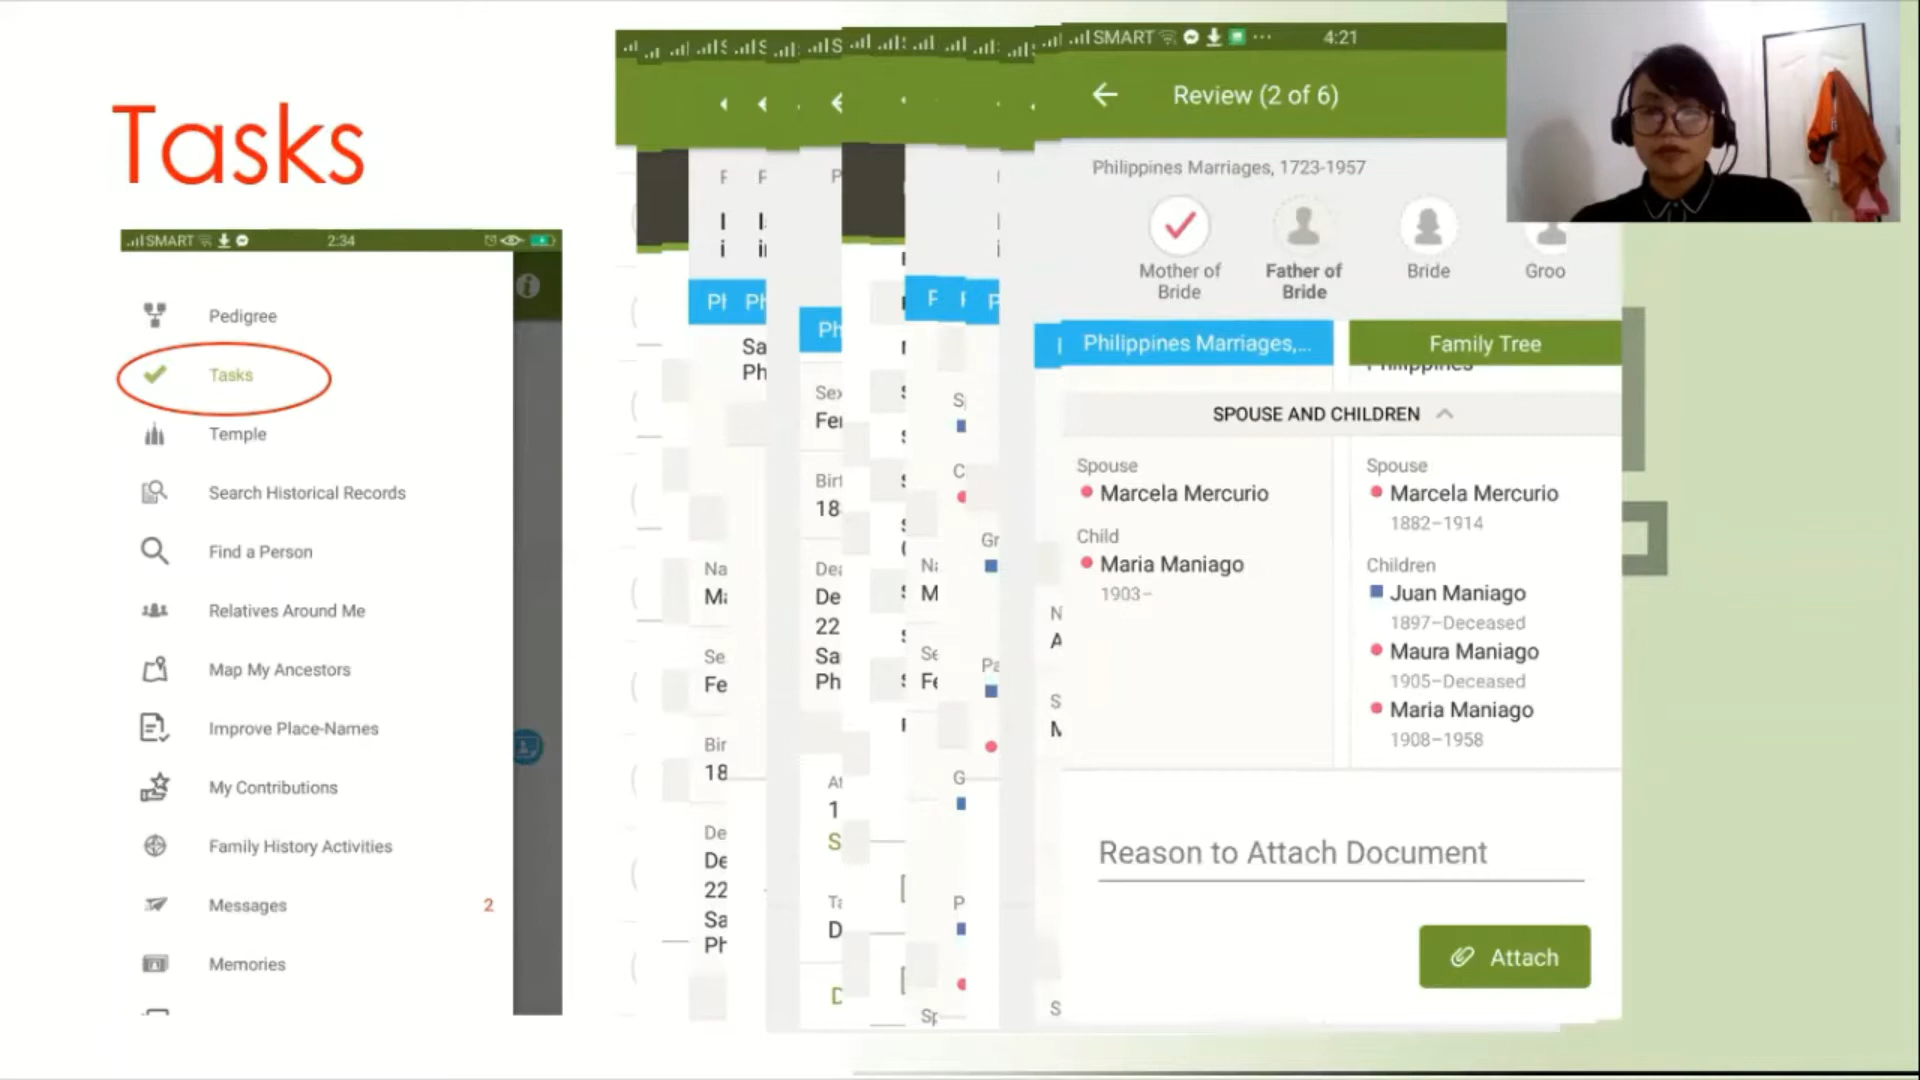 Tasks
SMART 2:34
Pedigree
Tasks
Temple
Search Historical Records
Find a Person
Relatives Around Me
Map My Ancestors
Improve Place-Names
My Contributions
Family History Activities
Messages 2
Memories
SMART 4:21
Review (2 of 6)
Philippines Marriages, 1723-1957
Mother of Bride
Father of Bride
Bride
Groo
Philippines Marriages,...
Family Tree
Philippines
SPOUSE AND CHILDREN
Spouse
Marcela Mercurio
Child
Maria Maniago
1903–
Spouse
Marcela Mercurio
1882–1914
Children
Juan Maniago
1897–Deceased
Maura Maniago
1905–Deceased
Maria Maniago
1908–1958
Reason to Attach Document
Attach